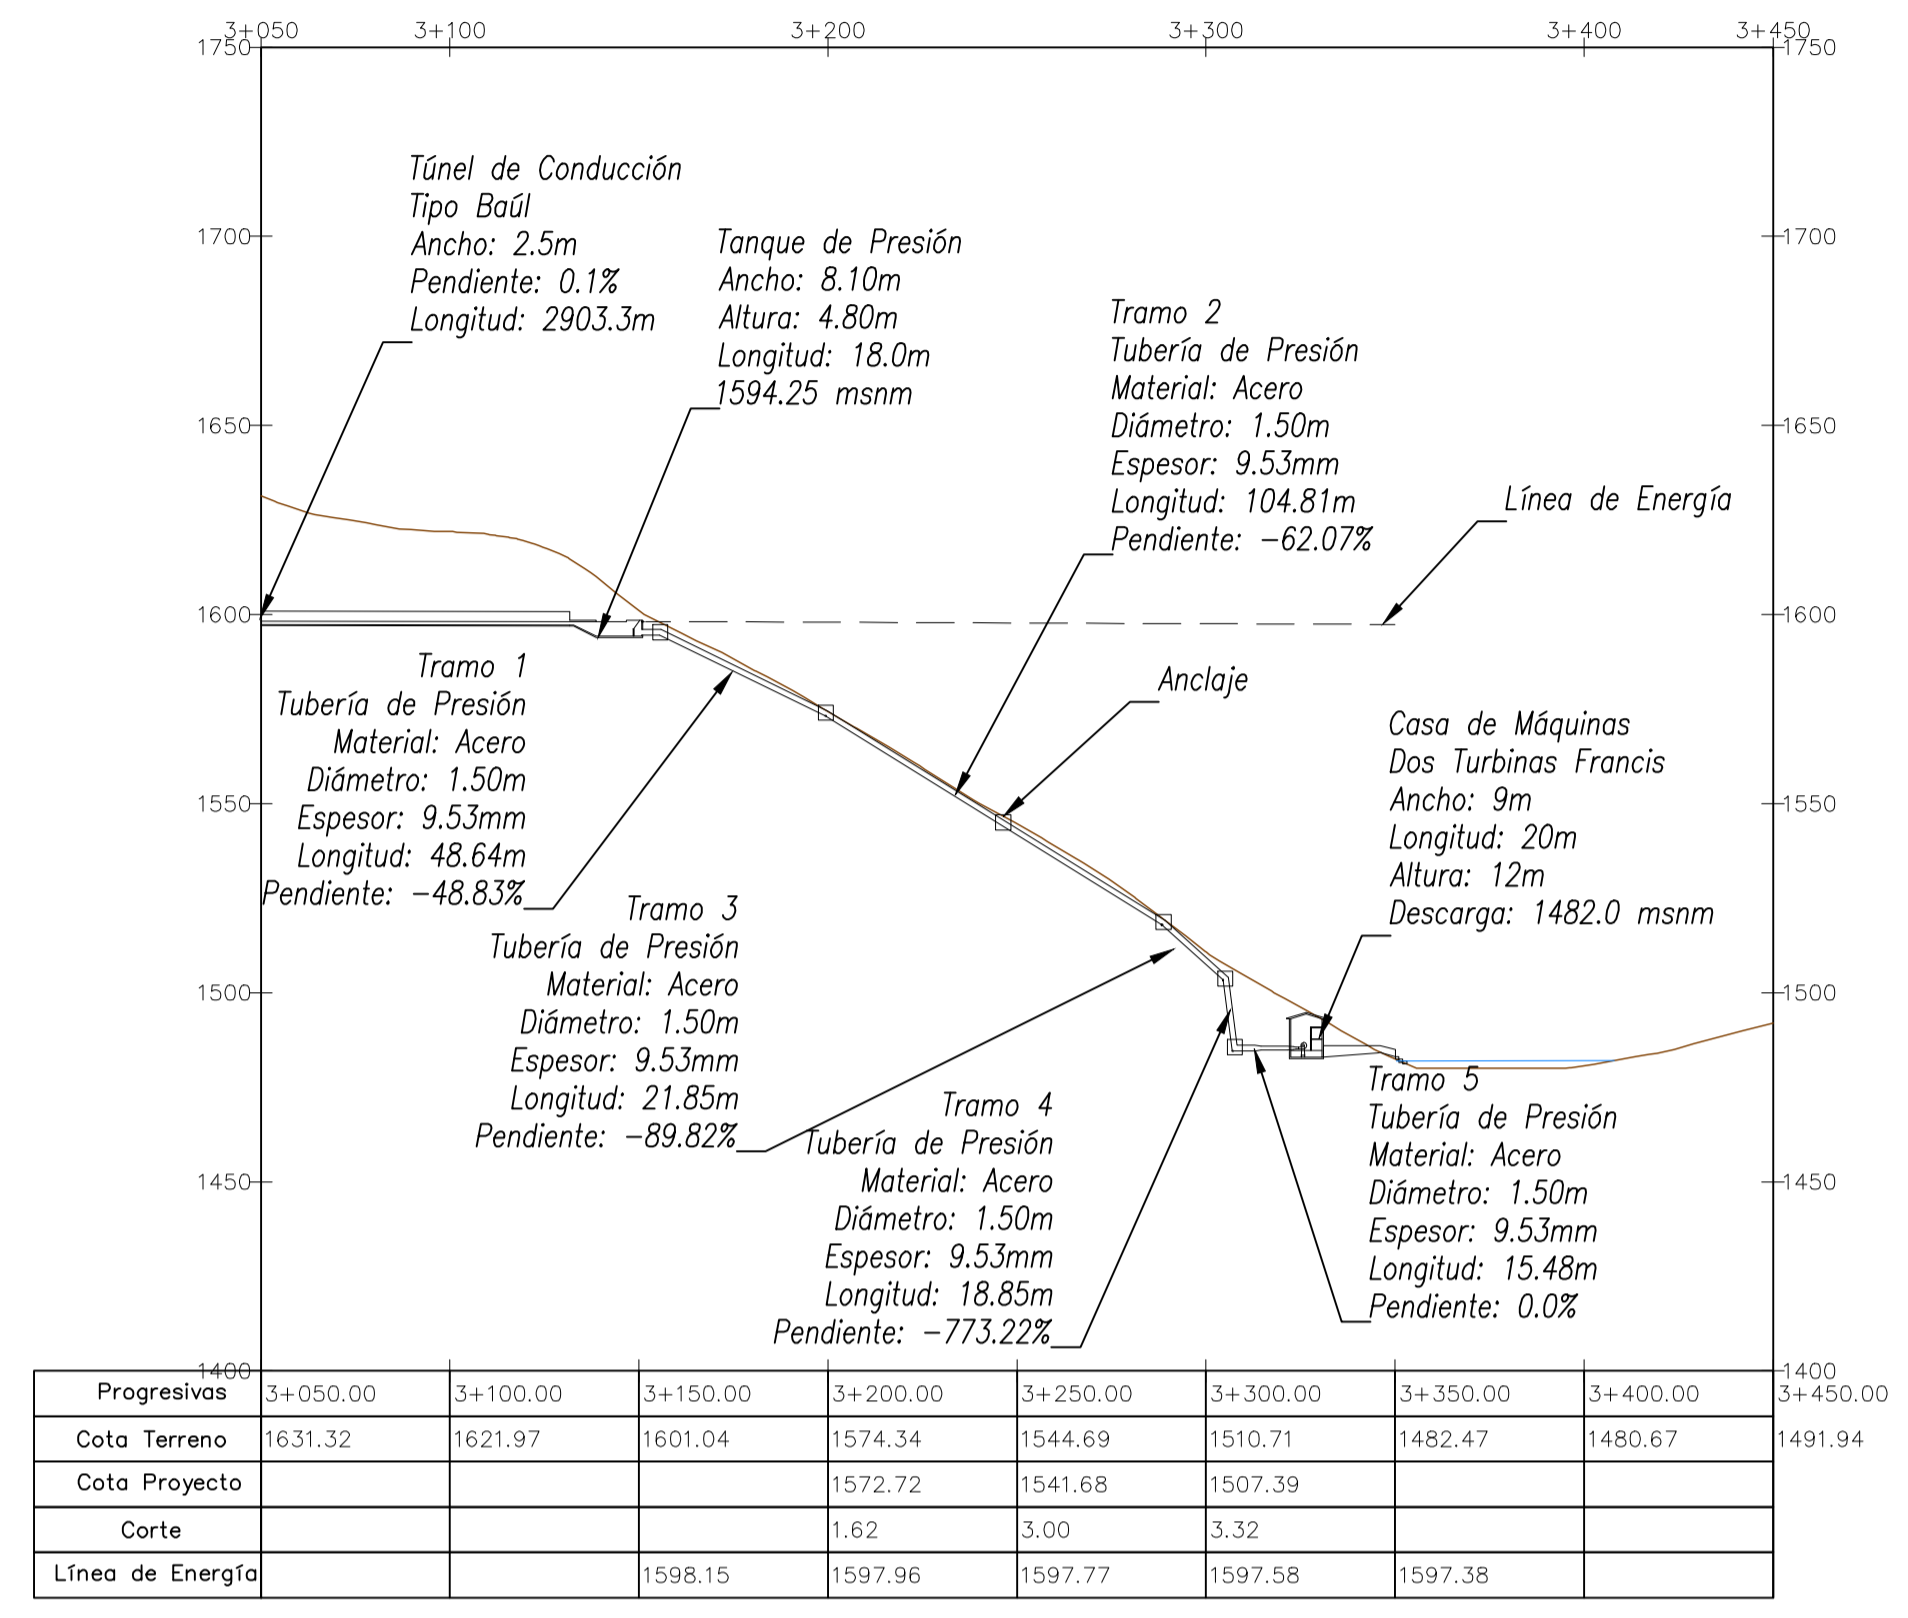 3+050 3+100 3+200 3+300 3+400 3+450
1750 1750
Túnel de Conducción
Tipo Baúl
Ancho: 2.5m
Pendiente: 0.1%
Longitud: 2903.3m
Tanque de Presión
Ancho: 8.10m
Altura: 4.80m
Longitud: 18.0m
1594.25 msnm
1700 1700
Tramo 2
Tubería de Presión
Material: Acero
Diámetro: 1.50m
Espesor: 9.53mm
Longitud: 104.81m
Pendiente: -62.07%
1650 1650
Línea de Energía
1600 1600
Tramo 1
Tubería de Presión
Material: Acero
Diámetro: 1.50m
Espesor: 9.53mm
Longitud: 48.64m
Pendiente: -48.83%
Anclaje
Casa de Máquinas
Dos Turbinas Francis
Ancho: 9m
Longitud: 20m
Altura: 12m
Descarga: 1482.0 msnm
1550 1550
Tramo 3
Tubería de Presión
Material: Acero
Diámetro: 1.50m
Espesor: 9.53mm
Longitud: 21.85m
Pendiente: -89.82%
1500 1500
Tramo 4
Tubería de Presión
Material: Acero
Diámetro: 1.50m
Espesor: 9.53mm
Longitud: 18.85m
Pendiente: -773.22%
Tramo 5
Tubería de Presión
Material: Acero
Diámetro: 1.50m
Espesor: 9.53mm
Longitud: 15.48m
Pendiente: 0.0%
1450 1450
1400 1400
Progresivas 3+050.00 3+100.00 3+150.00 3+200.00 3+250.00 3+300.00 3+350.00 3+400.00 3+450.00
Cota Terreno 1631.32 1621.97 1601.04 1574.34 1544.69 1510.71 1482.47 1480.67 1491.94
Cota Proyecto 1572.72 1541.68 1507.39
Corte 1.62 3.00 3.32
Línea de Energía 1598.15 1597.96 1597.77 1597.58 1597.38